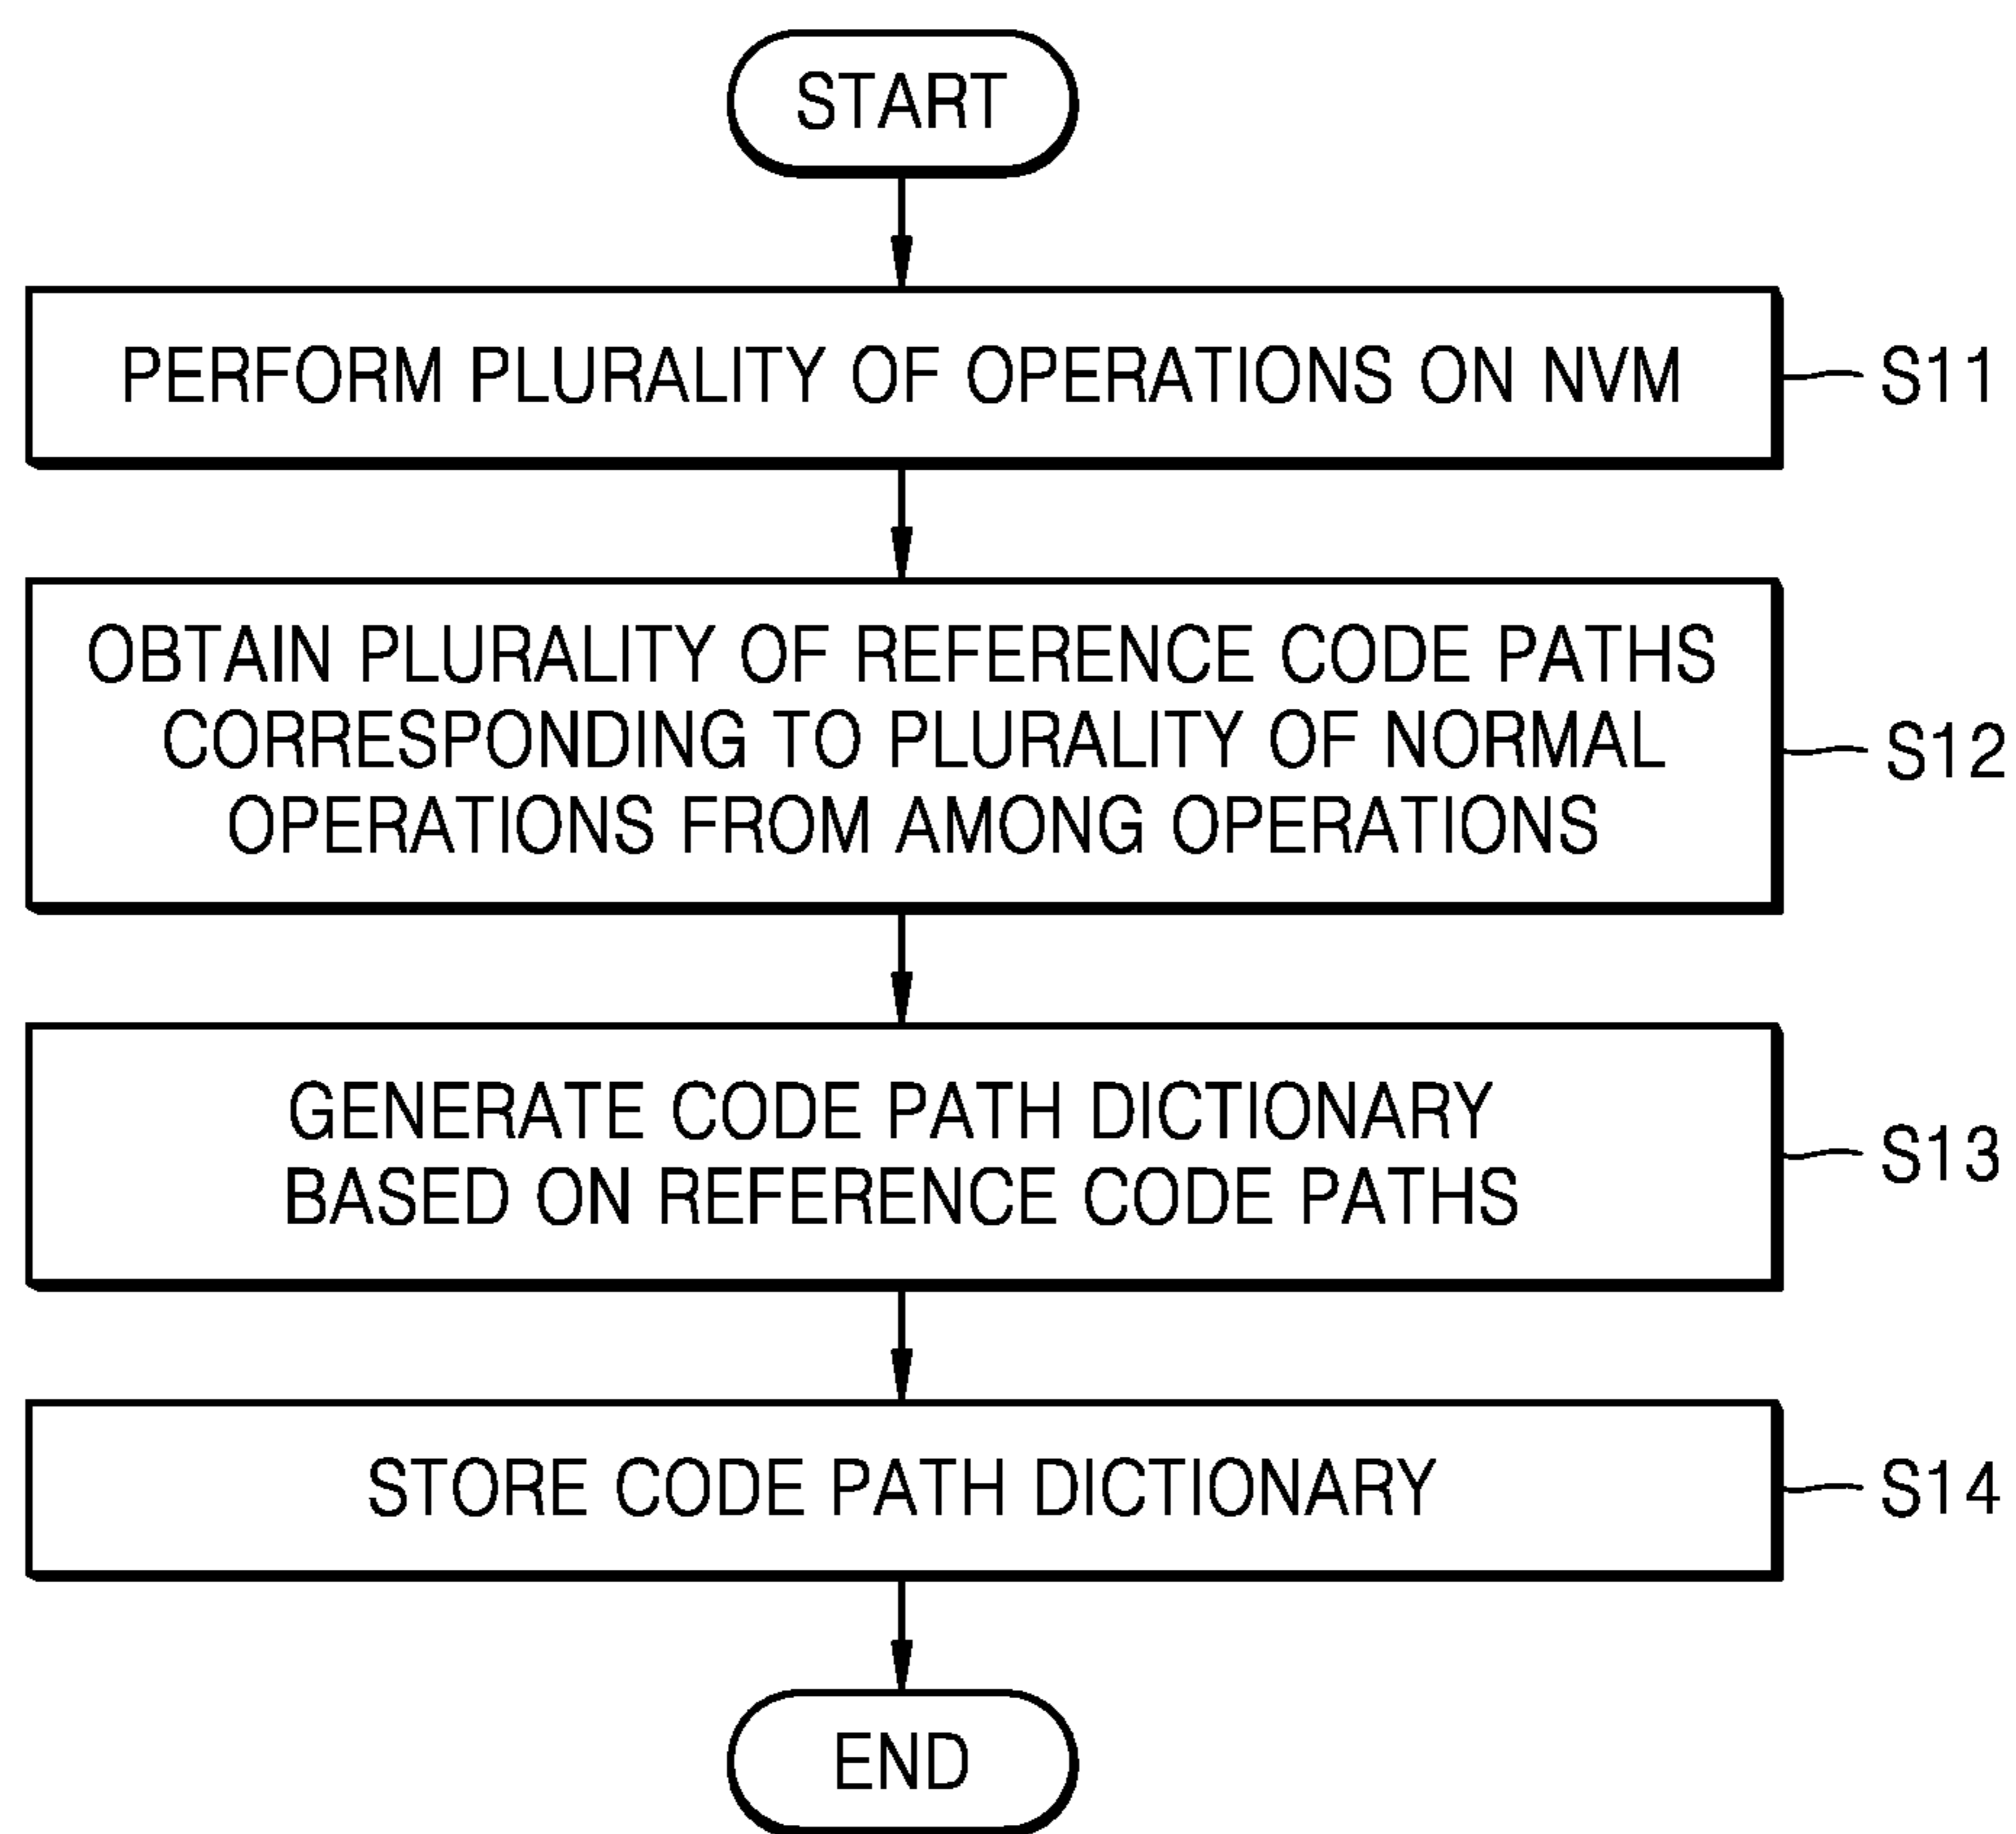 START
PERFORM PLURALITY OF OPERATIONS ON NVM
S11
OBTAIN PLURALITY OF REFERENCE CODE PATHS
CORRESPONDING TO PLURALITY OF NORMAL
OPERATIONS FROM AMONG OPERATIONS
S12
GENERATE CODE PATH DICTIONARY
BASED ON REFERENCE CODE PATHS
S13
STORE CODE PATH DICTIONARY
S14
END